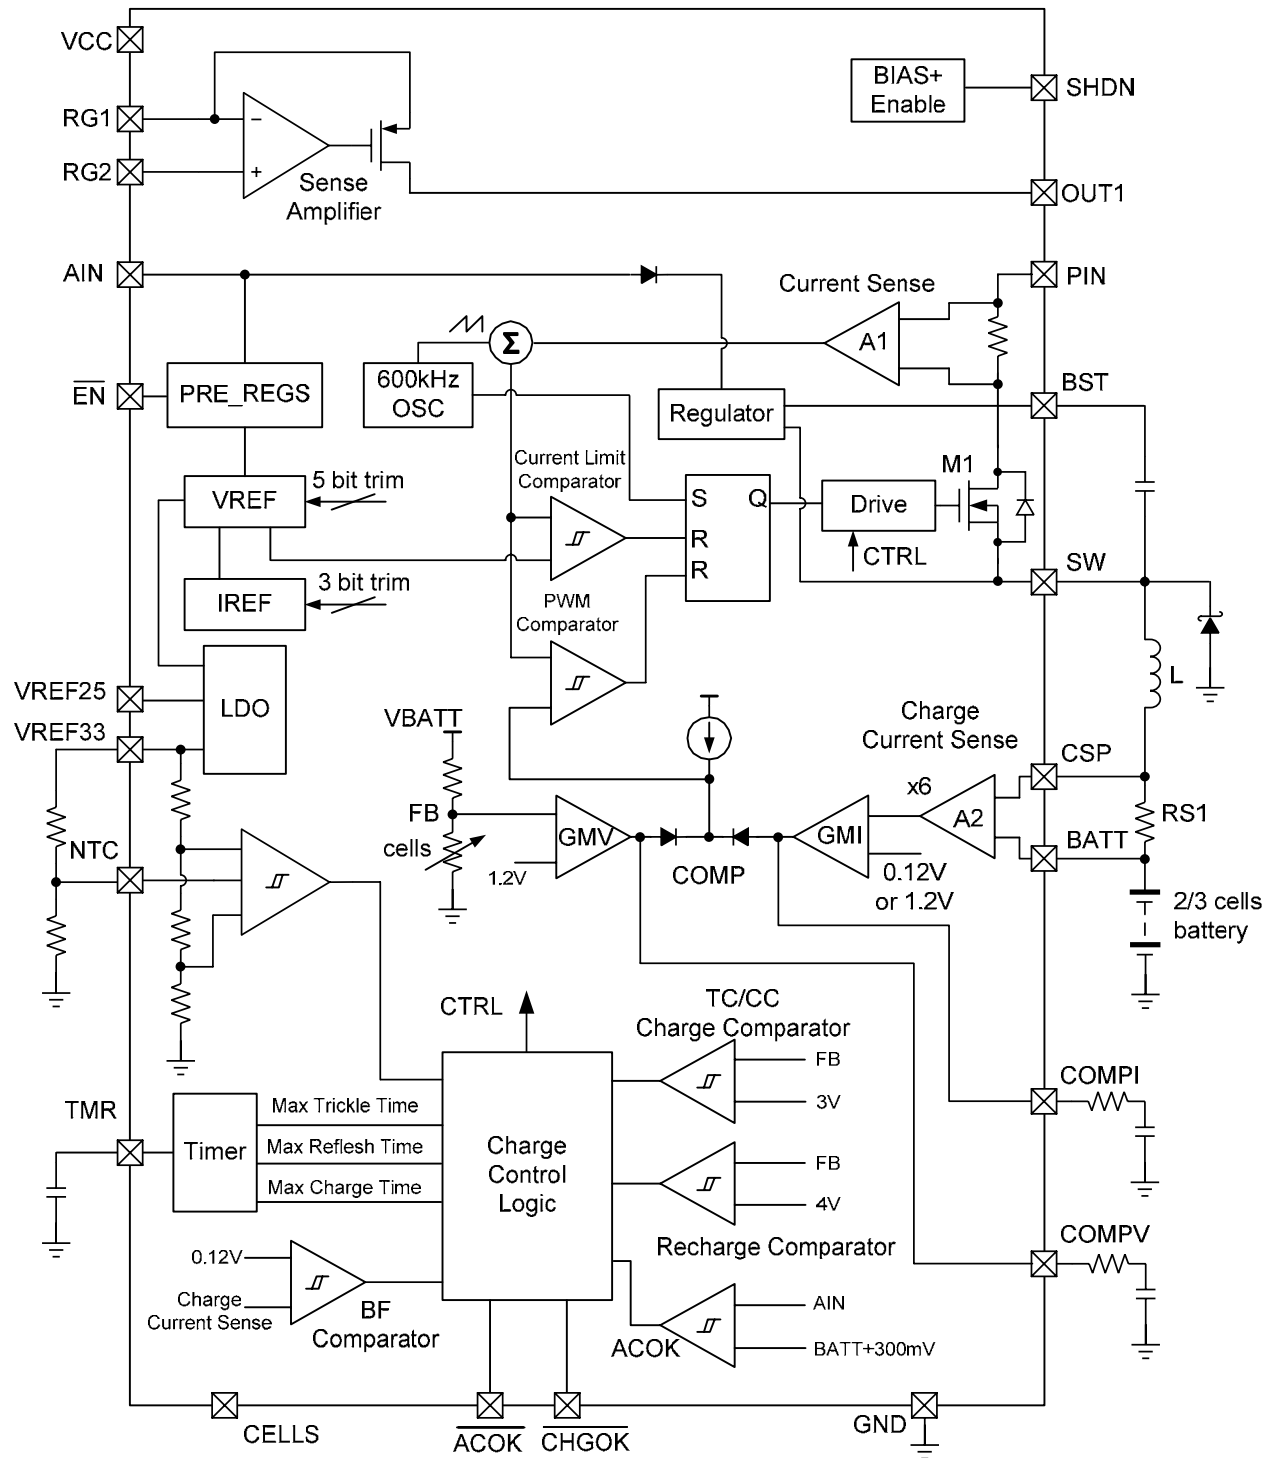 VCC
BIAS+
Enable
SHDN
RG1
−
RG2
+
Sense
Amplifier
OUT1
AIN
Current Sense
PIN
Σ
A1
EN
PRE_REGS
600kHz
OSC
Regulator
BST
5 bit trim
VREF
Current Limit
Comparator
M1
S
Q
Drive
R
R
CTRL
SW
3 bit trim
IREF
PWM
Comparator
VREF25
LDO
L
VREF33
VBATT
Charge
Current Sense
CSP
x6
FB
GMV
GMI
A2
RS1
NTC
cells
1.2V
COMP
0.12V
or 1.2V
BATT
2/3 cells
battery
CTRL
TC/CC
Charge Comparator
FB
3V
COMPI
TMR
Timer
Max Trickle Time
Max Reflesh Time
Max Charge Time
Charge
Control
Logic
FB
4V
Recharge Comparator
COMPV
0.12V
Charge
Current Sense
BF
Comparator
AIN
ACOK
BATT+300mV
CELLS
ACOK
CHGOK
GND